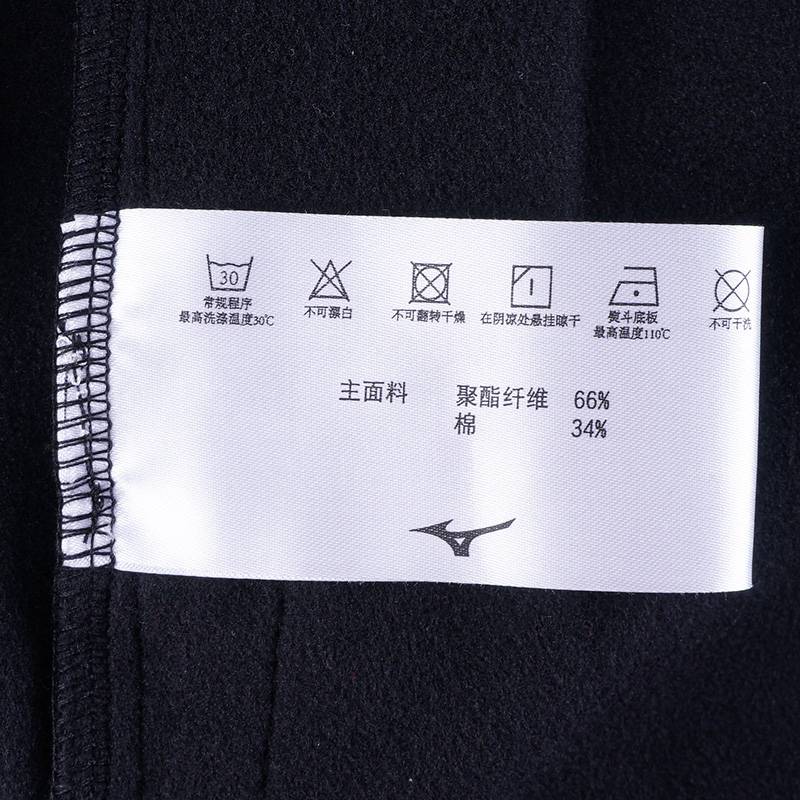 30
常规程序
最高洗涤温度30℃
不可漂白
不可翻转干燥
在阴凉处悬挂晾干
熨斗底板
最高温度110℃
不可干洗
主面料 聚酯纤维 66%
棉 34%